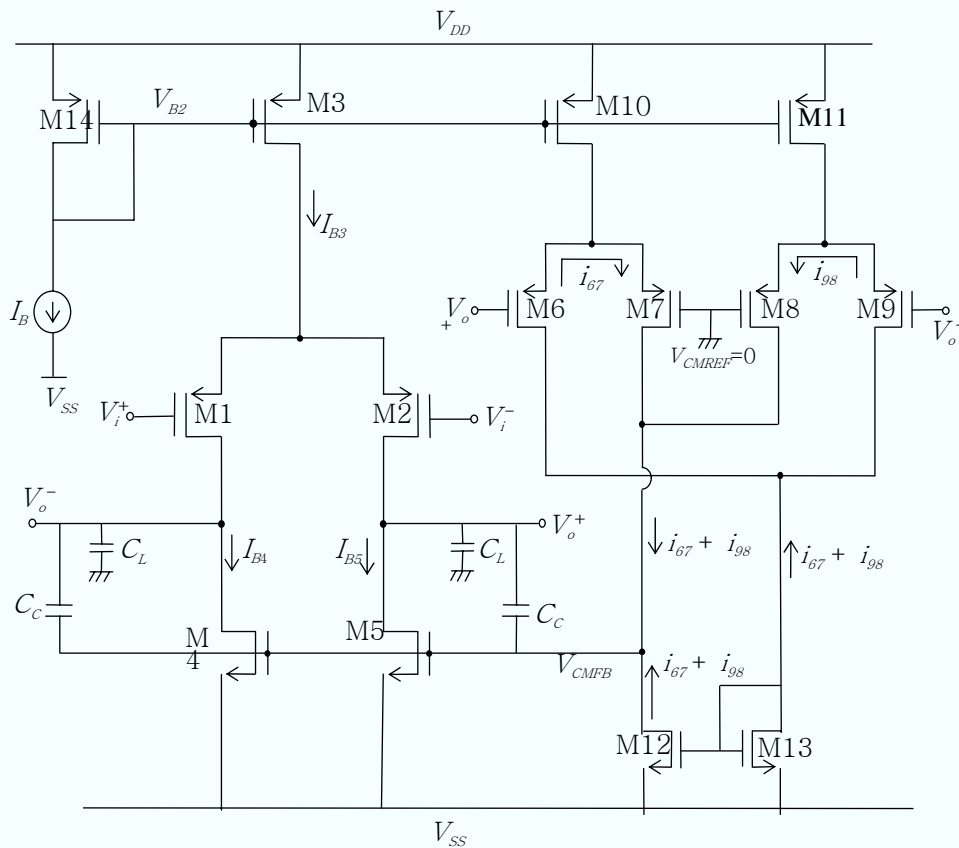 V_DD
M14
V_B2
M3
M10
M11
I_B3
i_67
i_98
I_B
V_o +
M6
M7
M8
M9
V_o^-
V_CMREF=0
V_SS
V_i^+
M1
M2
V_i^-
V_o^-
C_L
I_B4
I_B5
C_L
V_o^+
i_67 + i_98
i_67 + i_98
C_C
M 4
M5
C_C
V_CMFB
i_67 + i_98
M12
M13
V_SS